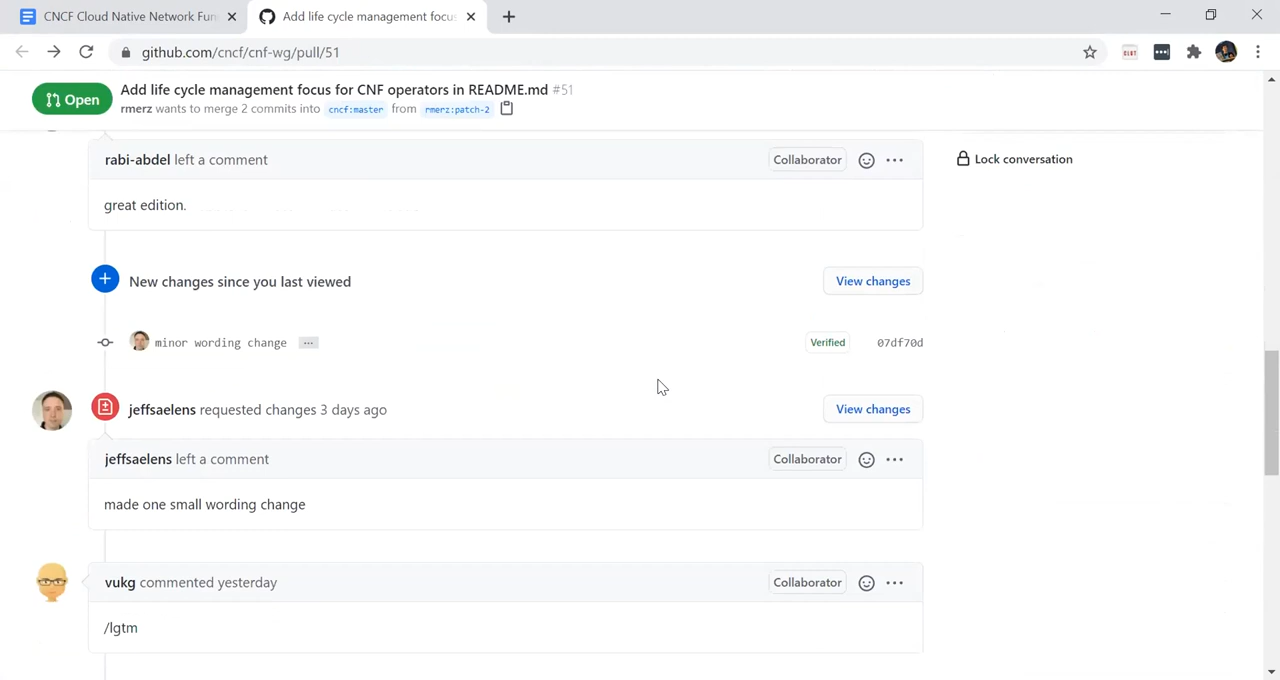 CNCF Cloud Native Network Fun
Add life cycle management focus
github.com/cncf/cnf-wg/pull/51
Open
Add life cycle management focus for CNF operators in README.md #51
rmerz wants to merge 2 commits into cncf:master from rmerz:patch-2
rabi-abdel left a comment
Collaborator
Lock conversation
great edition.
New changes since you last viewed
View changes
minor wording change ...
Verified
07df70d
jeffsaelens requested changes 3 days ago
View changes
jeffsaelens left a comment
Collaborator
made one small wording change
vukg commented yesterday
Collaborator
/lgtm